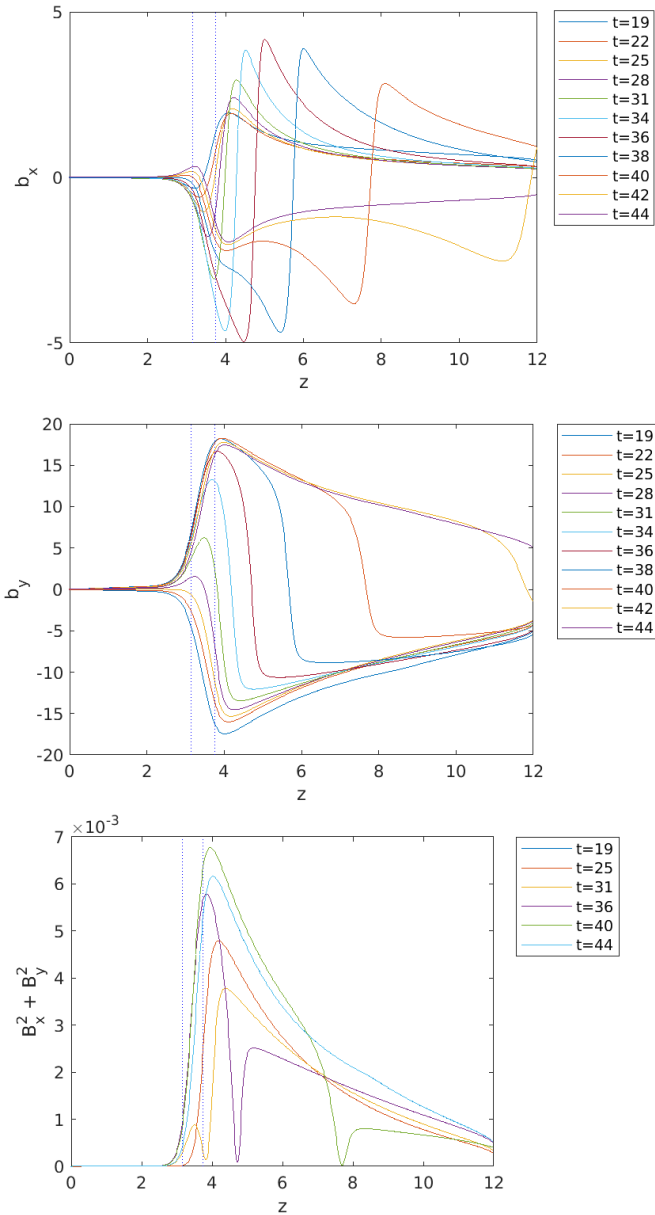 5
0
-5
b_x
0
2
4
6
8
10
12
z
t=19
t=22
t=25
t=28
t=31
t=34
t=36
t=38
t=40
t=42
t=44
20
15
10
5
0
-5
-10
-15
-20
b_y
0
2
4
6
8
10
12
z
t=19
t=22
t=25
t=28
t=31
t=34
t=36
t=38
t=40
t=42
t=44
×10^-3
7
6
5
4
3
2
1
0
B_x^2 + B_y^2
0
2
4
6
8
10
12
z
t=19
t=25
t=31
t=36
t=40
t=44